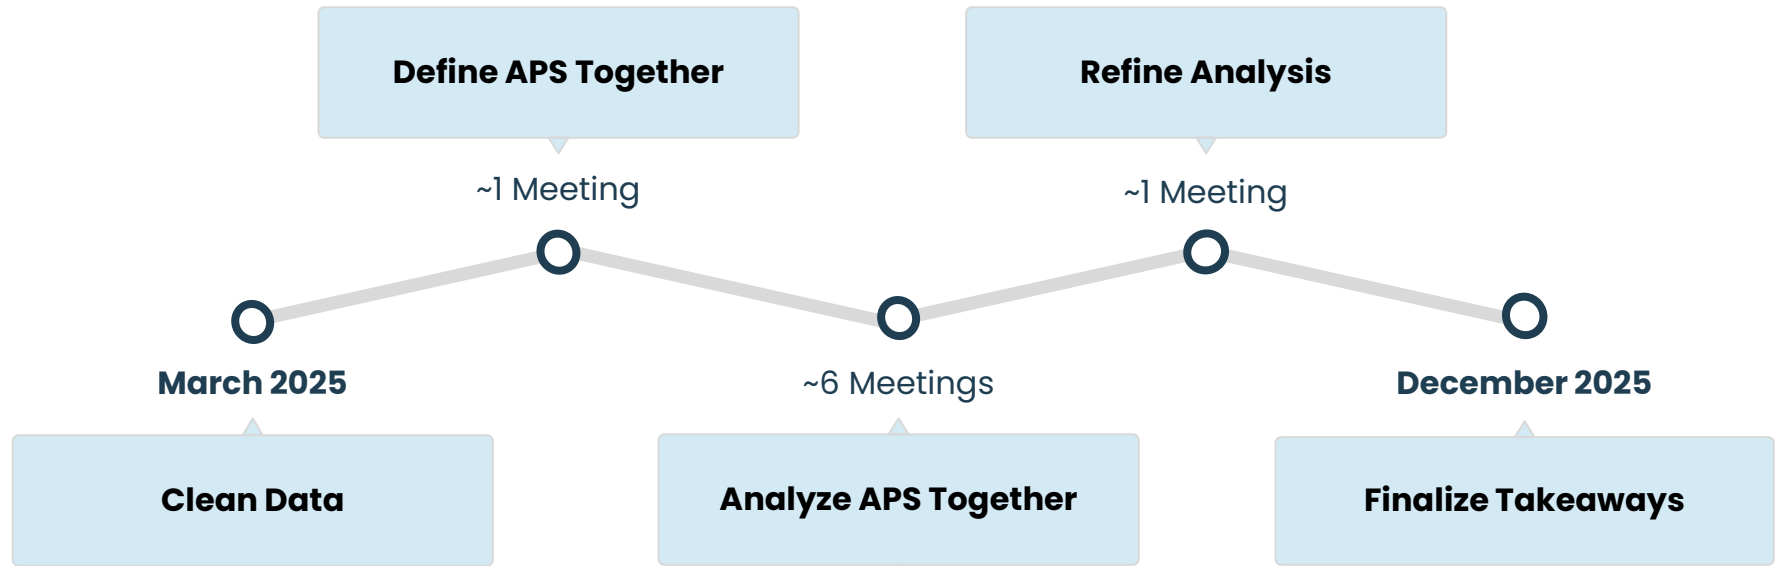 Define APS Together
Refine Analysis
~1 Meeting
~1 Meeting
March 2025
~6 Meetings
December 2025
Clean Data
Analyze APS Together
Finalize Takeaways